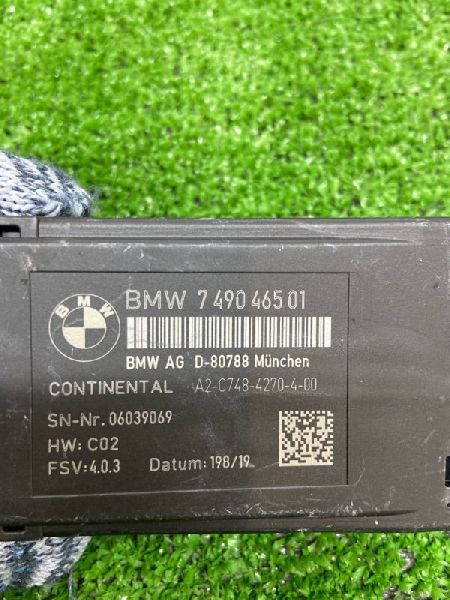 BMW
BMW 7 490 465 01
BMW AG D-80788 München
CONTINENTAL A2-C748-4270-4-00
SN-Nr. 06039069
HW: C02
FSV:4.0.3 Datum: 198/19